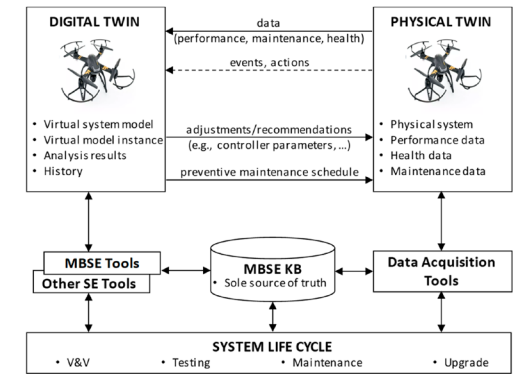 DIGITAL TWIN
data
(performance, maintenance, health)
PHYSICAL TWIN
events, actions
• Virtual system model
• Virtual model instance
• Analysis results
• History
adjustments/recommendations
(e.g., controller parameters, ...)
preventive maintenance schedule
• Physical system
• Performance data
• Health data
• Maintenance data
MBSE Tools
Other SE Tools
MBSE KB
• Sole source of truth
Data Acquisition
Tools
SYSTEM LIFE CYCLE
• V&V • Testing • Maintenance • Upgrade